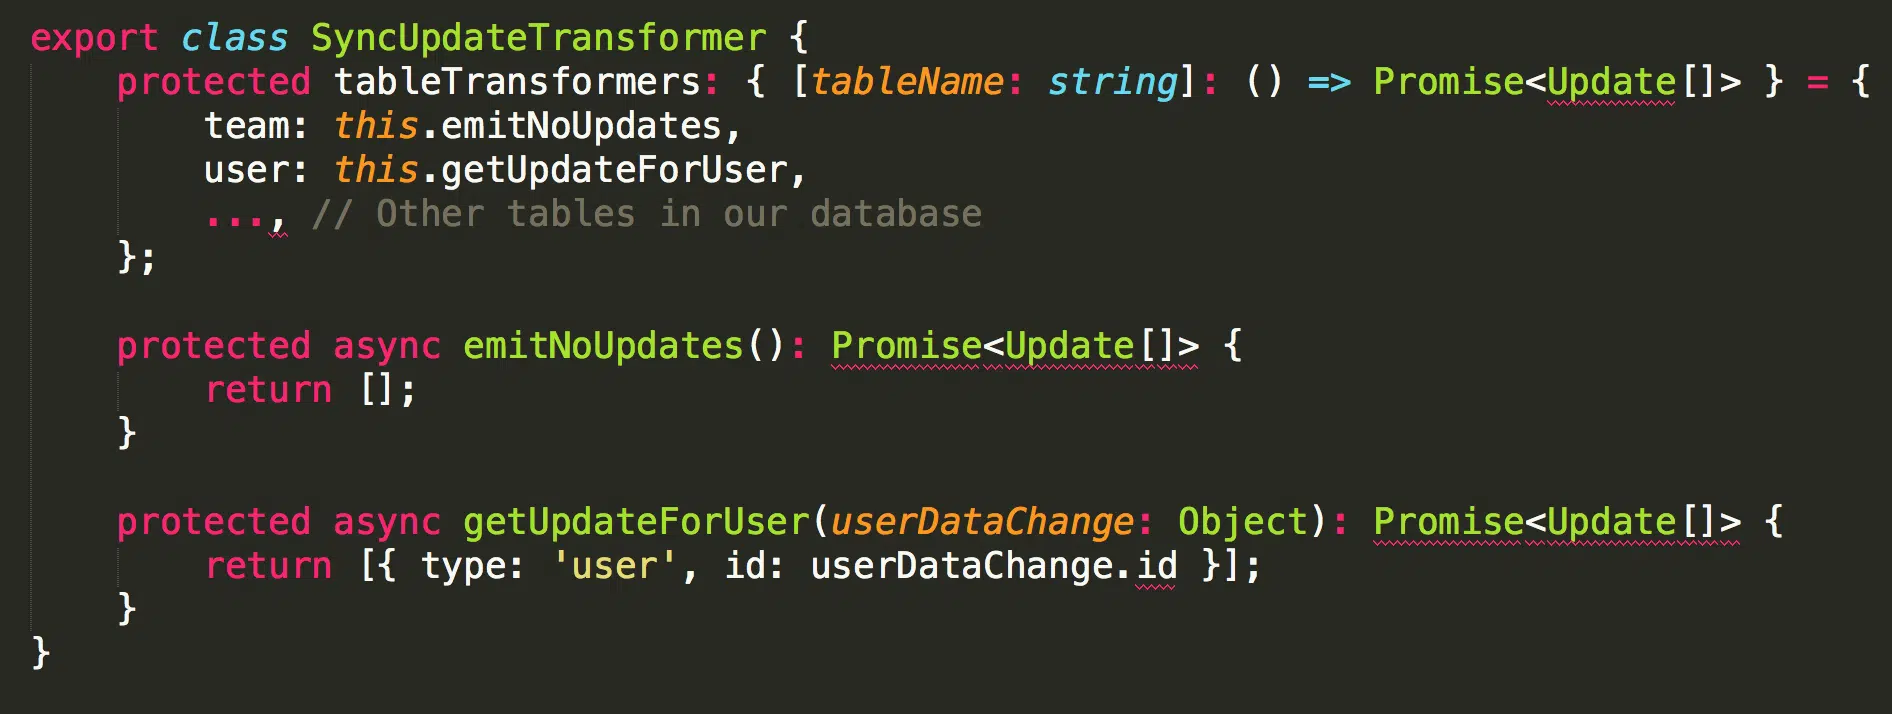 export class SyncUpdateTransformer {
    protected tableTransformers: { [tableName: string]: () => Promise<Update[]> } = {
        team: this.emitNoUpdates,
        user: this.getUpdateForUser,
        ..., // Other tables in our database
    };

    protected async emitNoUpdates(): Promise<Update[]> {
        return [];
    }

    protected async getUpdateForUser(userDataChange: Object): Promise<Update[]> {
        return [{ type: 'user', id: userDataChange.id }];
    }
}